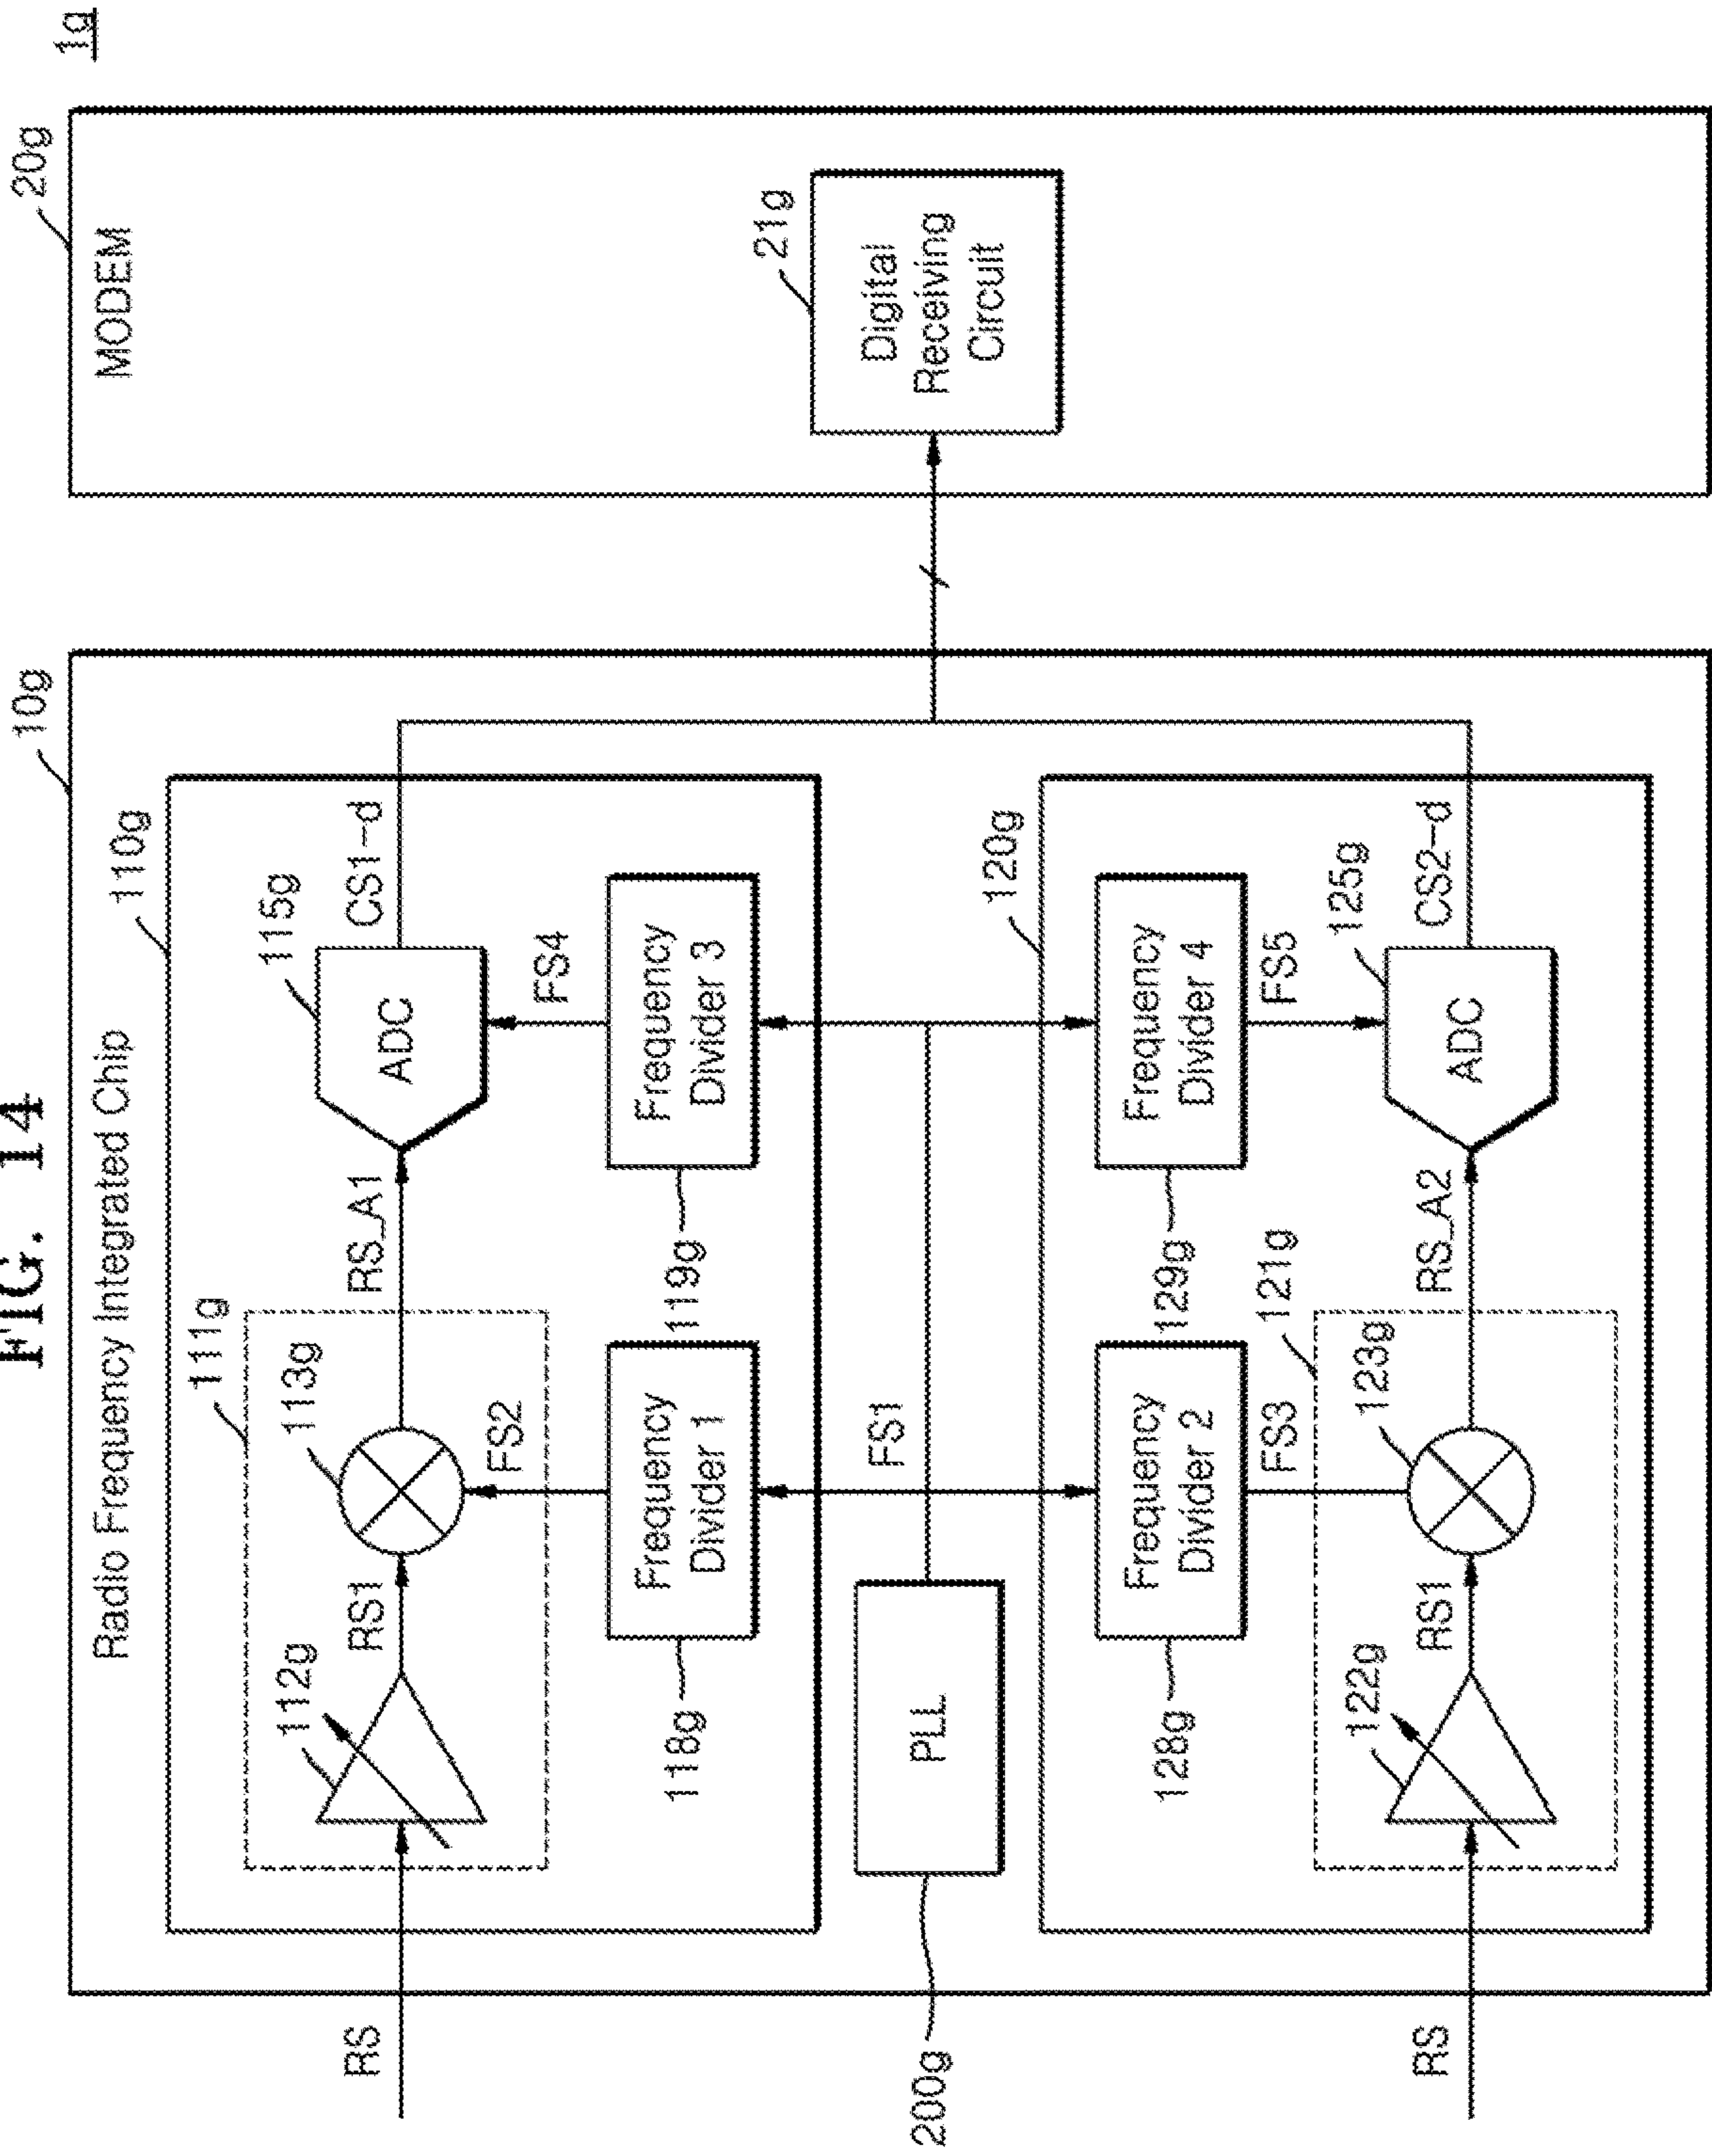 FIG. 14
1g
10g
20g
Radio Frequency Integrated Chip
MODEM
110g
111g
112g
113g
115g
RS
RS1
RS_A1
ADC
CS1-d
FS2
FS4
Frequency
Divider 1
Frequency
Divider 3
118g
119g
200g
PLL
FS1
21g
Digital
Receiving
Circuit
120g
Frequency
Divider 2
Frequency
Divider 4
128g
129g
FS3
FS5
121g
122g
123g
125g
RS
RS1
RS_A2
ADC
CS2-d